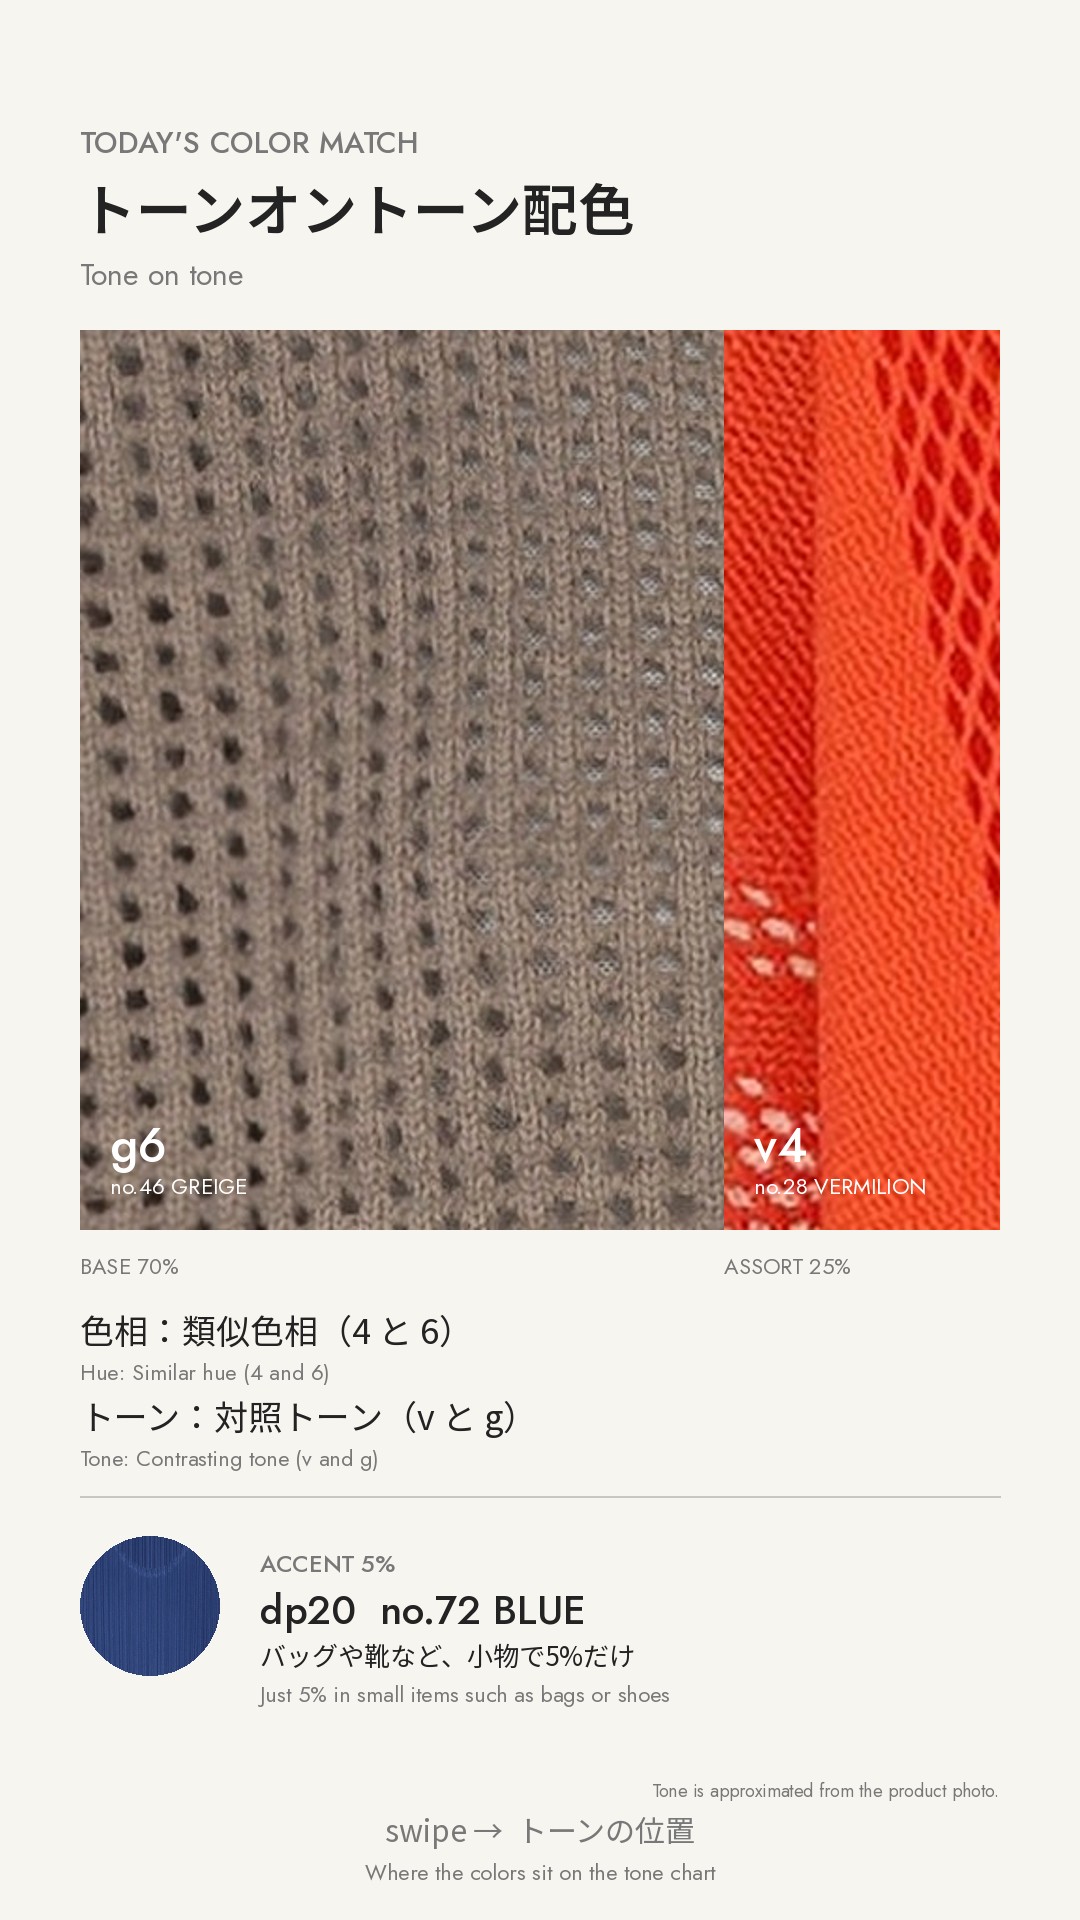 TODAY'S COLOR MATCH
トーンオントーン配色
Tone on tone
g6
no.46 GREIGE
v4
no.28 VERMILION
BASE 70%
ASSORT 25%
色相：類似色相（4 と 6）
Hue: Similar hue (4 and 6)
トーン：対照トーン（v と g）
Tone: Contrasting tone (v and g)
ACCENT 5%
dp20 no.72 BLUE
バッグや靴など、小物で5%だけ
Just 5% in small items such as bags or shoes
Tone is approximated from the product photo.
swipe→ トーンの位置
Where the colors sit on the tone chart